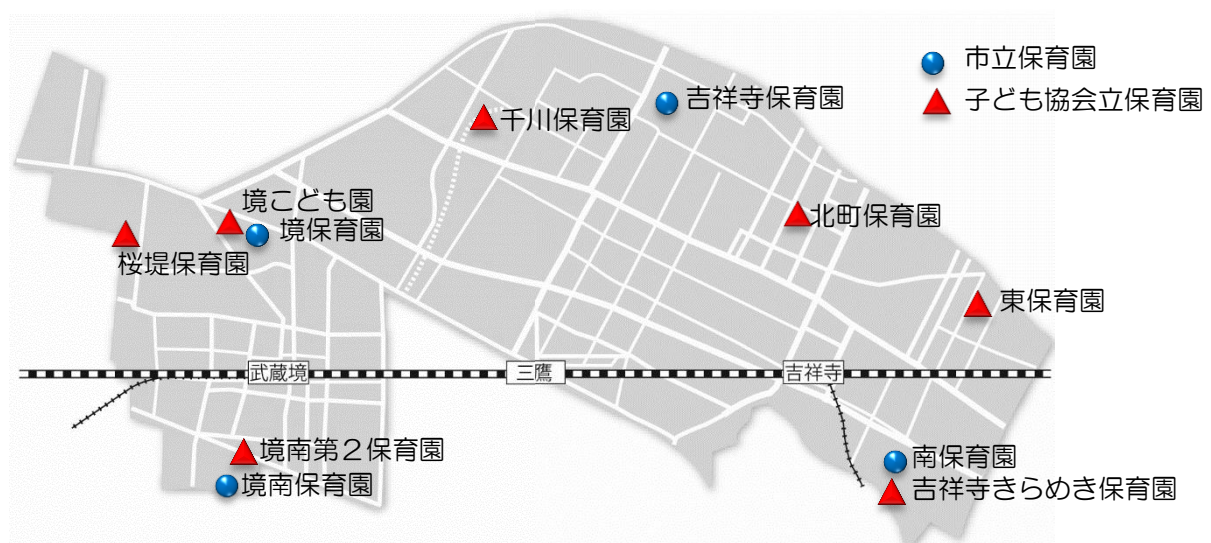 市立保育園
子ども協会立保育園
吉祥寺保育園
千川保育園
境こども園
境保育園
桜堤保育園
北町保育園
東保育園
武蔵境
三鷹
吉祥寺
境南第２保育園
境南保育園
南保育園
吉祥寺きらめき保育園